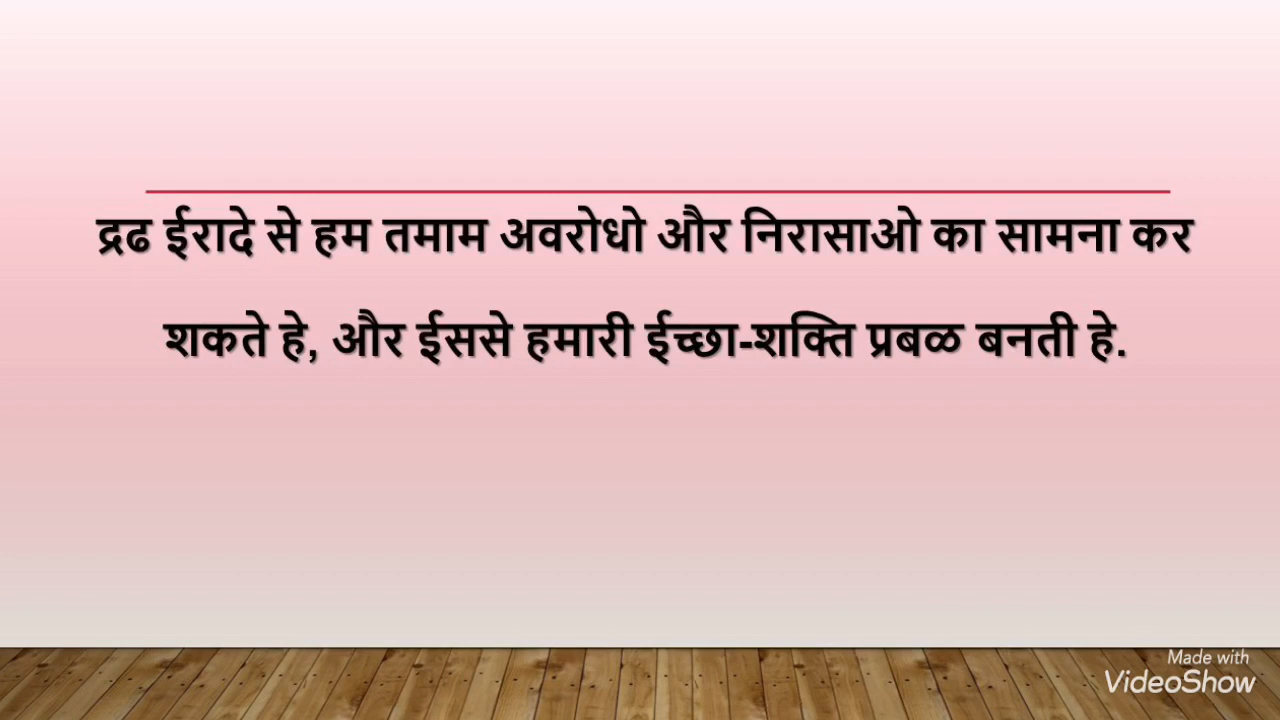 द्रढ ईरादे से हम तमाम अवरोधो और निरासाओ का सामना कर
शकते हे, और ईससे हमारी ईच्छा-शक्ति प्रबळ बनती हे.
Made with
VideoShow